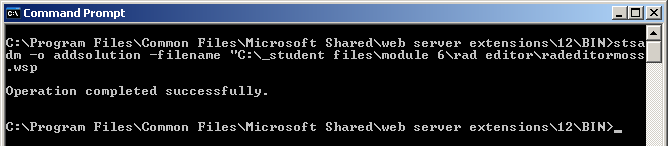 Command Prompt
C:\Program Files\Common Files\Microsoft Shared\web server extensions\12\BIN>stsa
dm -o addsolution -filename "C:\_student files\module 6\rad editor\radeditormoss
.wsp
Operation completed successfully.
C:\Program Files\Common Files\Microsoft Shared\web server extensions\12\BIN>_